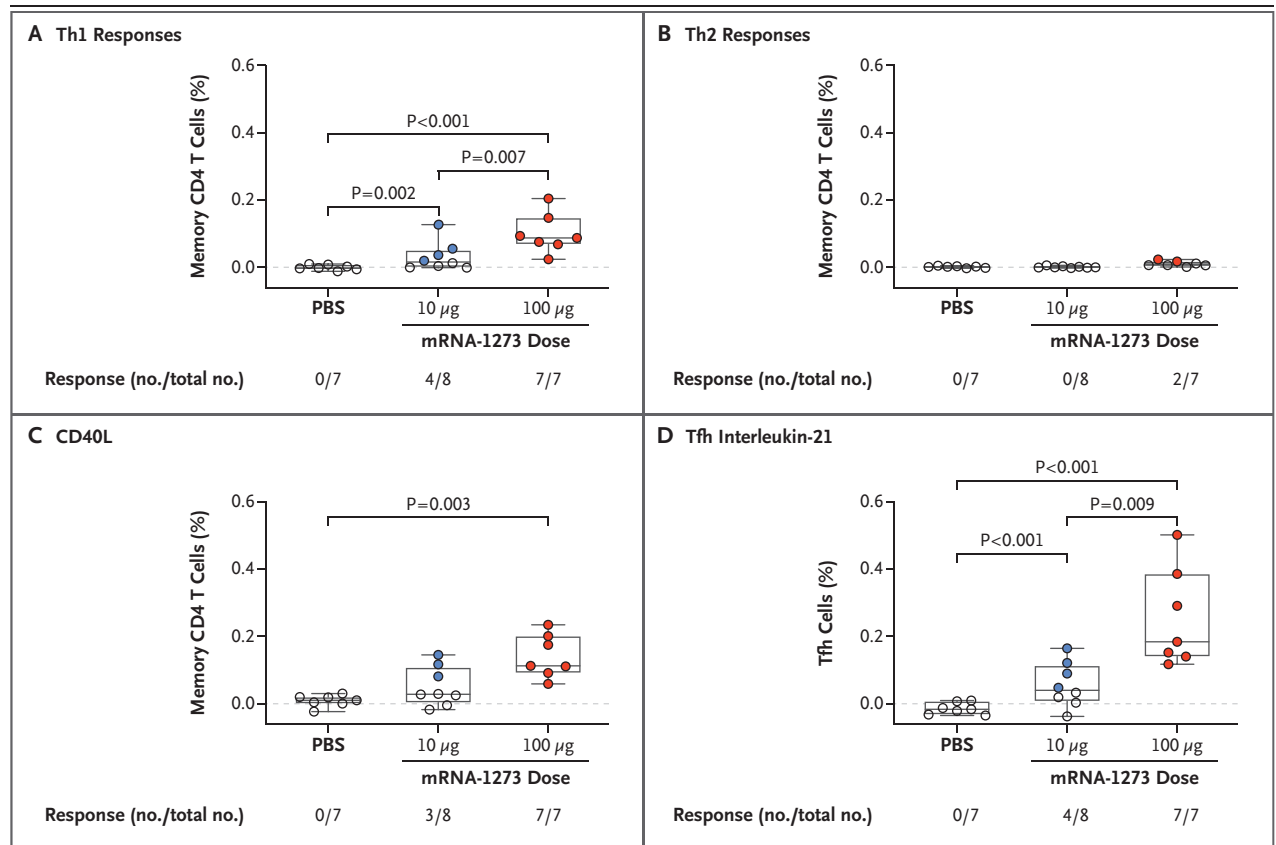 A Th1 Responses
Memory CD4 T Cells (%)
0.6
0.4
0.2
0.0
P<0.001
P=0.007
P=0.002
PBS
10 µg
100 µg
mRNA-1273 Dose
Response (no./total no.) 0/7 4/8 7/7
B Th2 Responses
Memory CD4 T Cells (%)
0.6
0.4
0.2
0.0
PBS
10 µg
100 µg
mRNA-1273 Dose
Response (no./total no.) 0/7 0/8 2/7
C CD40L
Memory CD4 T Cells (%)
0.6
0.4
0.2
0.0
P=0.003
PBS
10 µg
100 µg
mRNA-1273 Dose
Response (no./total no.) 0/7 3/8 7/7
D Tfh Interleukin-21
Tfh Cells (%)
0.6
0.4
0.2
0.0
P<0.001
P=0.009
P<0.001
PBS
10 µg
100 µg
mRNA-1273 Dose
Response (no./total no.) 0/7 4/8 7/7